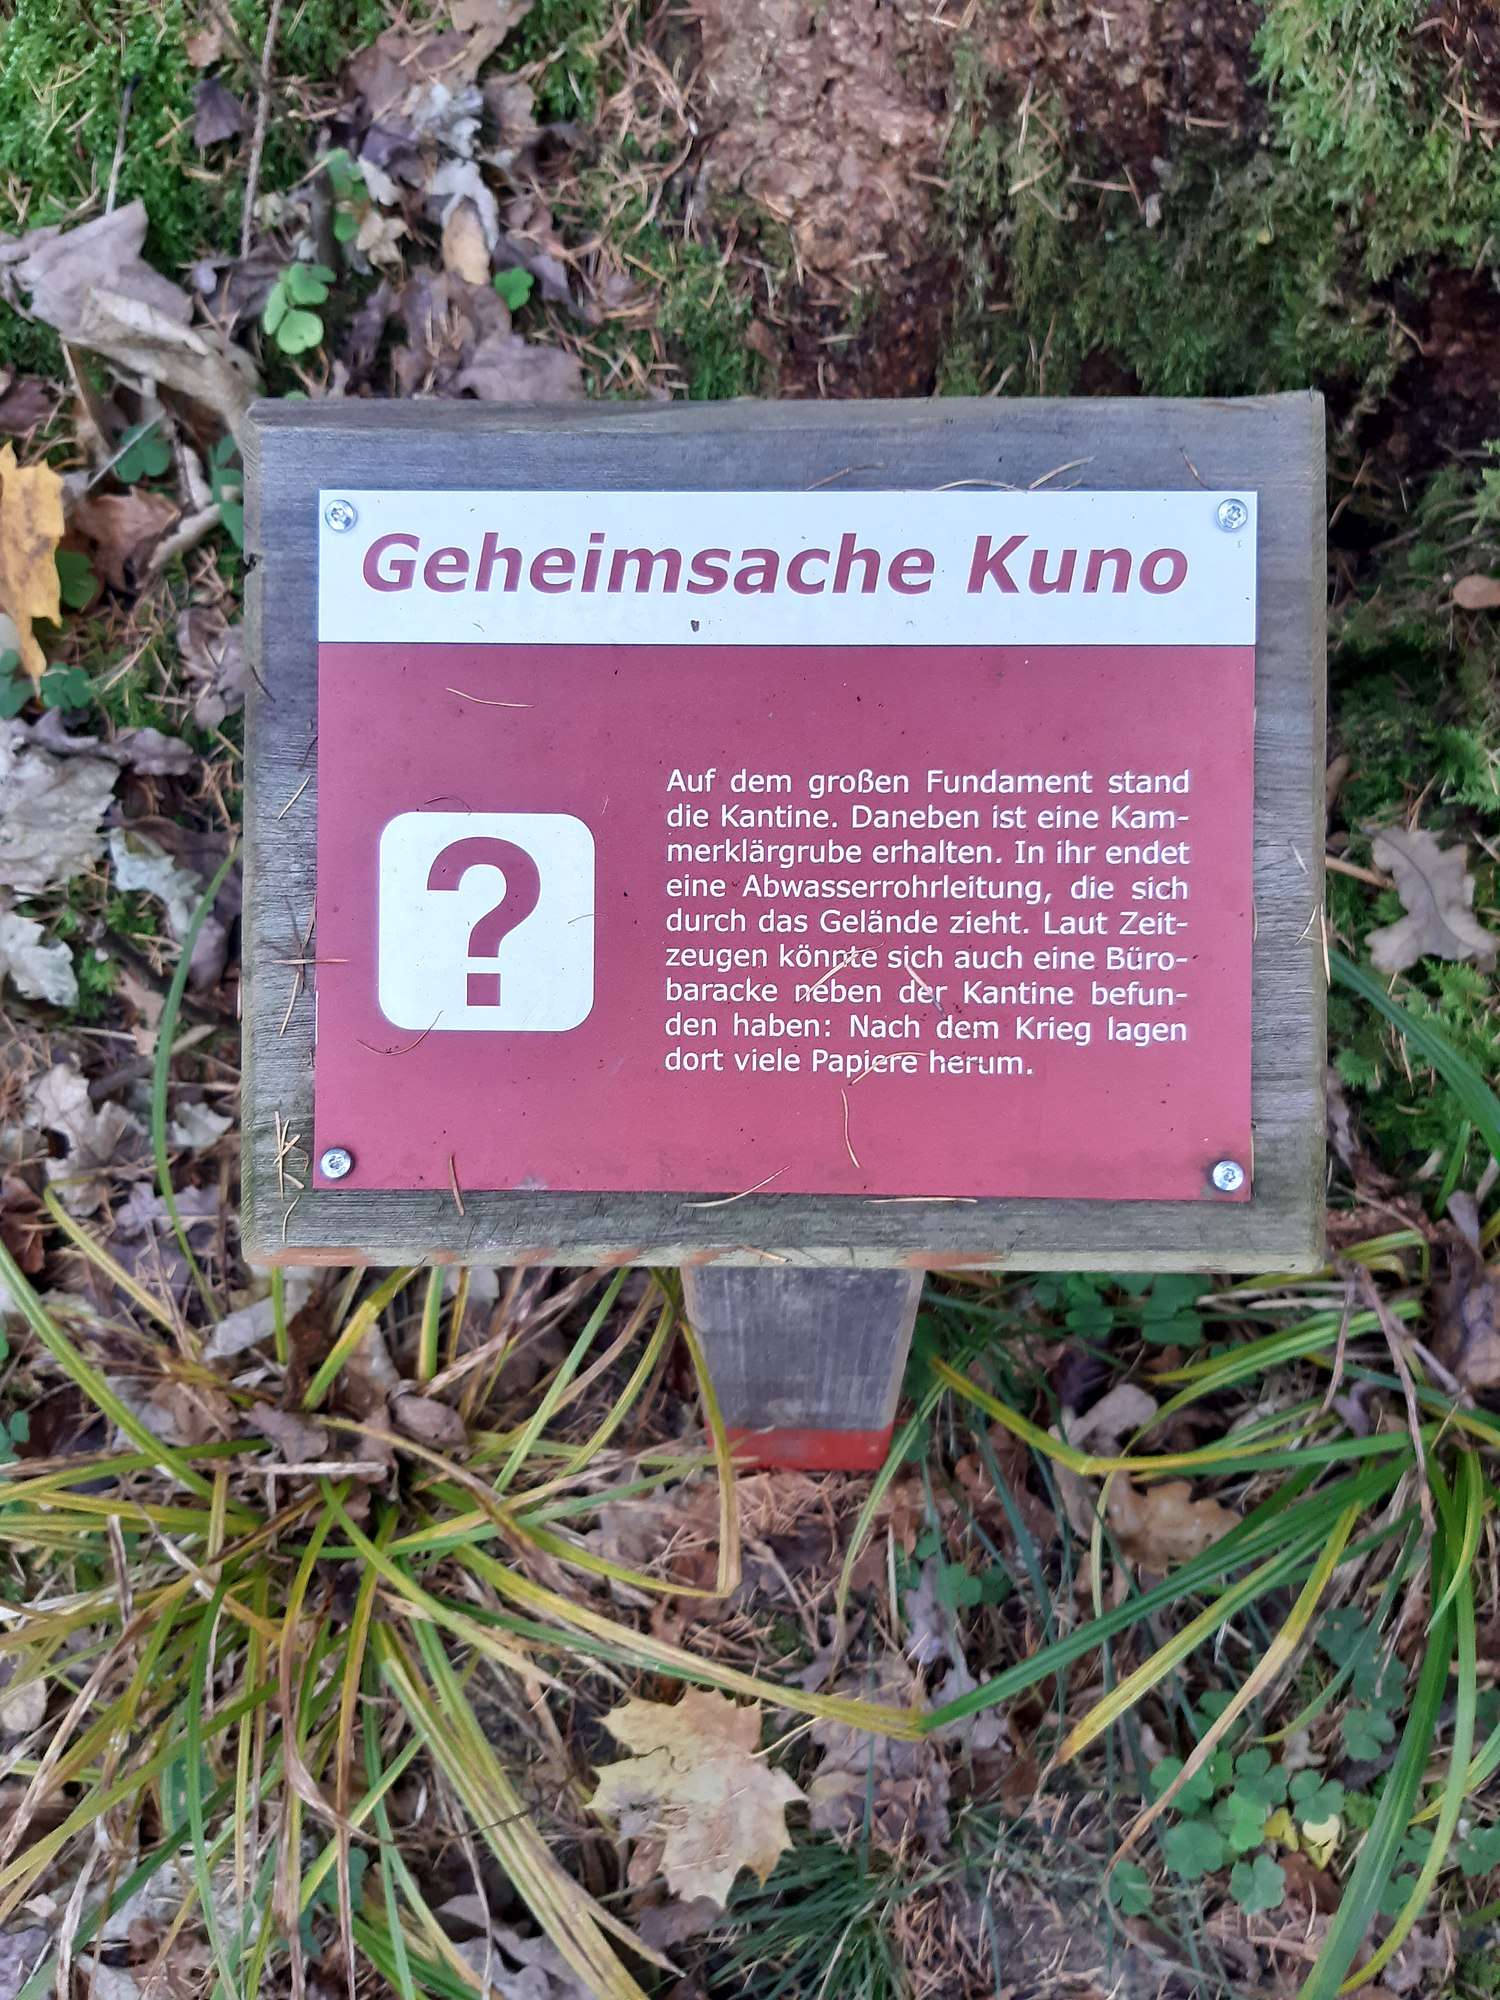 Geheimsache Kuno
?
Auf dem großen Fundament stand
die Kantine. Daneben ist eine Kam-
merklärgrube erhalten. In ihr endet
eine Abwasserrohrleitung, die sich
durch das Gelände zieht. Laut Zeit-
zeugen könnte sich auch eine Büro-
baracke neben der Kantine befun-
den haben: Nach dem Krieg lagen
dort viele Papiere herum.